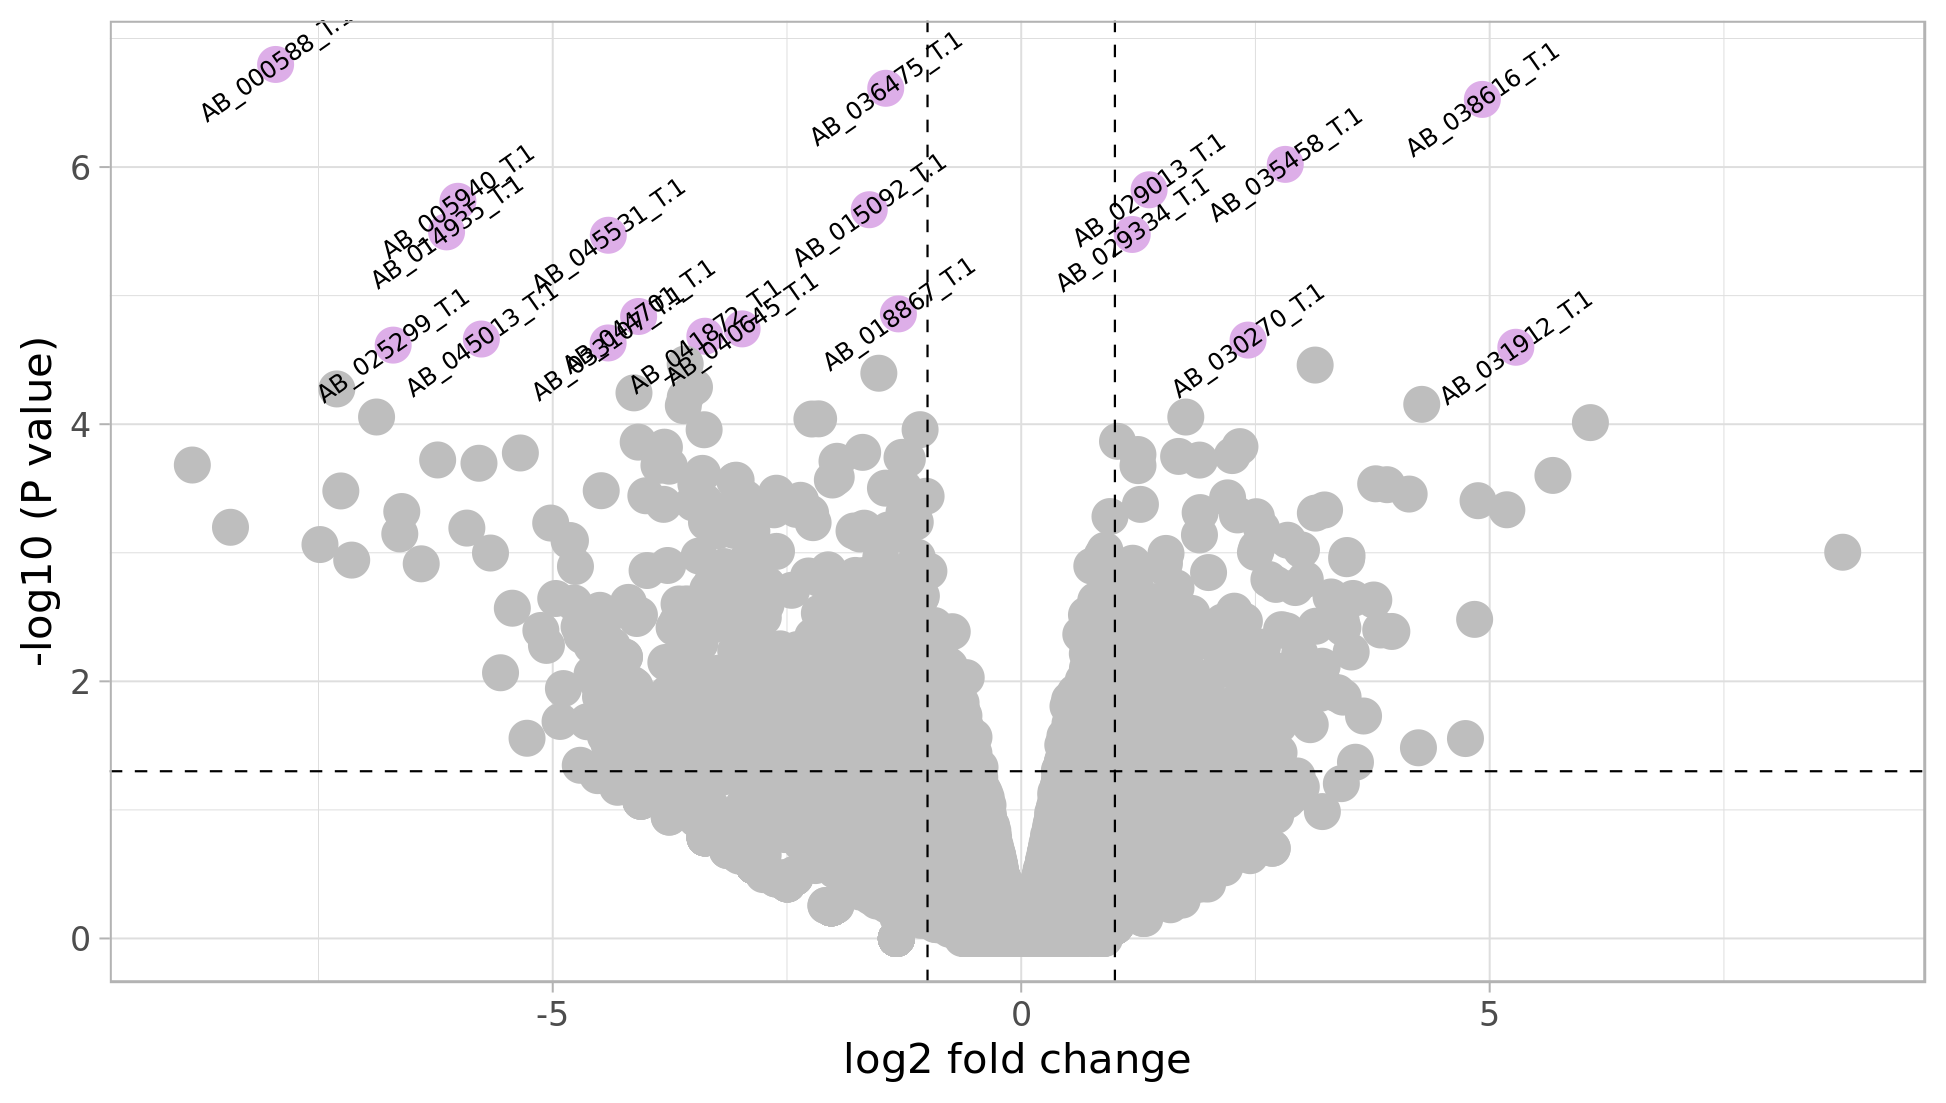 AB_000588_T.1
AB_036475_T.1
AB_038616_T.1
AB_035458_T.1
AB_029013_T.1
AB_005940_T.1
AB_014935_T.1
AB_015092_T.1
AB_029334_T.1
AB_045531_T.1
AB_018867_T.1
AB_025299_T.1
AB_045013_T.1
AB_041872_T.1
AB_040645_T.1
AB_030270_T.1
AB_031912_T.1
6
4
2
0
-log10 (P value)
-5
0
5
log2 fold change